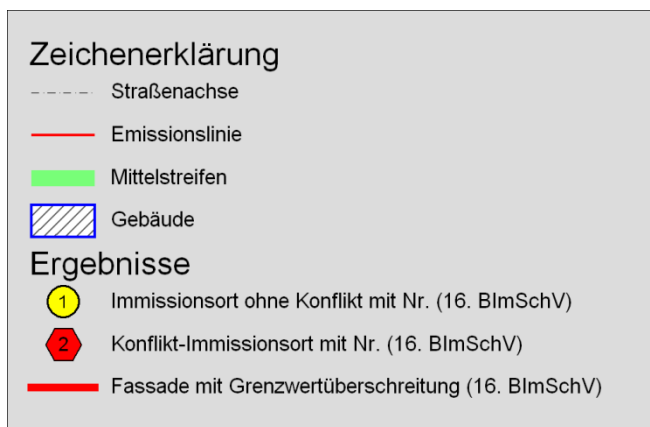 Zeichenerklärung
Straßenachse
Emissionslinie
Mittelstreifen
Gebäude
Ergebnisse
1 Immissionsort ohne Konflikt mit Nr. (16. BImSchV)
2 Konflikt-Immissionsort mit Nr. (16. BImSchV)
Fassade mit Grenzwertüberschreitung (16. BImSchV)